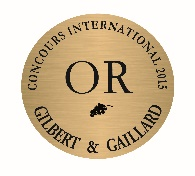 CONCOURS INTERNATIONAL 2015
OR
GILBERT & GAILLARD